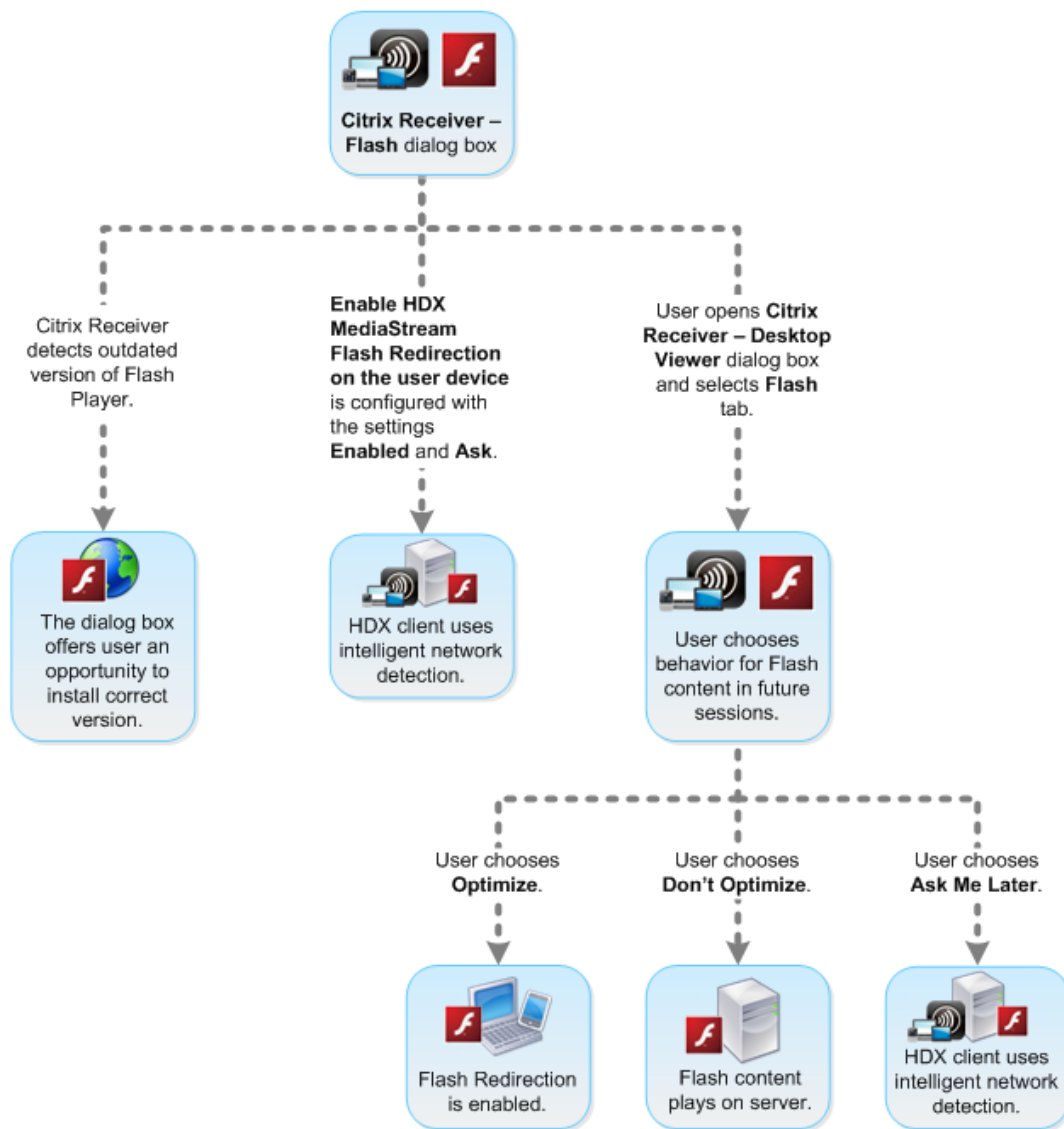 Citrix Receiver –
Flash dialog box
Citrix Receiver
detects outdated
version of Flash
Player.
Enable HDX
MediaStream
Flash Redirection
on the user device
is configured with
the settings
Enabled and Ask.
User opens Citrix
Receiver – Desktop
Viewer dialog box
and selects Flash
tab.
The dialog box
offers user an
opportunity to
install correct
version.
HDX client uses
intelligent network
detection.
User chooses
behavior for Flash
content in future
sessions.
User chooses
Optimize.
User chooses
Don't Optimize.
User chooses
Ask Me Later.
Flash Redirection
is enabled.
Flash content
plays on server.
HDX client uses
intelligent network
detection.